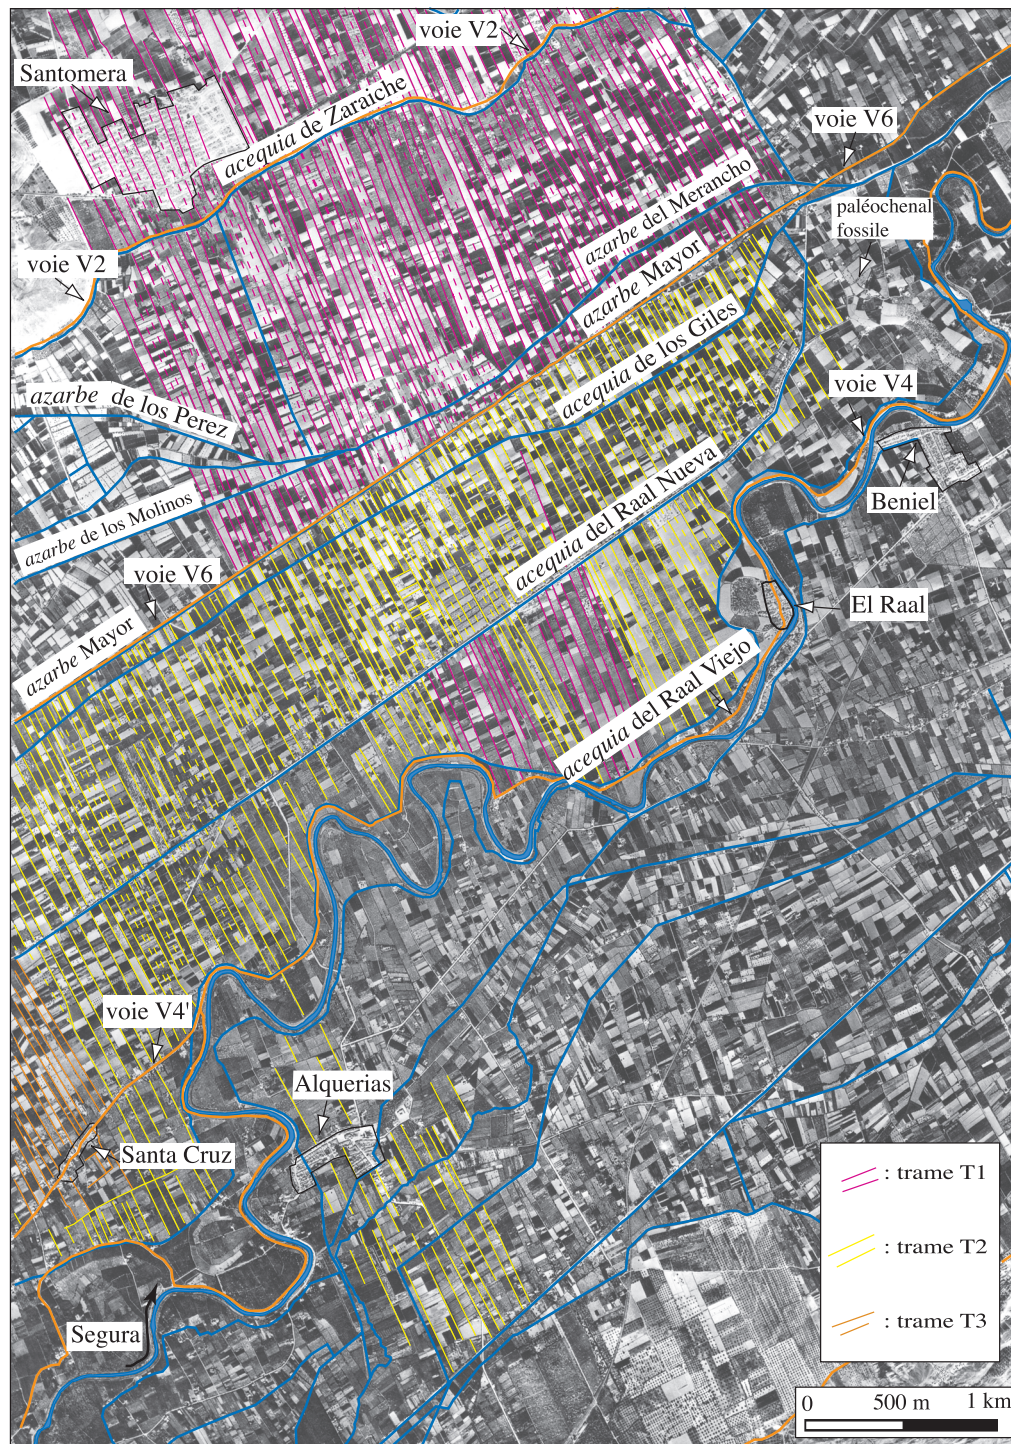 voie V2
Santomera
acequia de Zaraiche
voie V6
azarbe del Merancho
paléochenal
fossile
voie V2
azarbe Mayor
acequia de los Giles
azarbe de los Perez
voie V4
acequia del Raal Nueva
Beniel
azarbe de los Molinos
voie V6
El Raal
azarbe Mayor
acequia del Raal Viejo
voie V4'
Alquerias
Santa Cruz
: trame T1
: trame T2
: trame T3
Segura
0 500 m 1 km